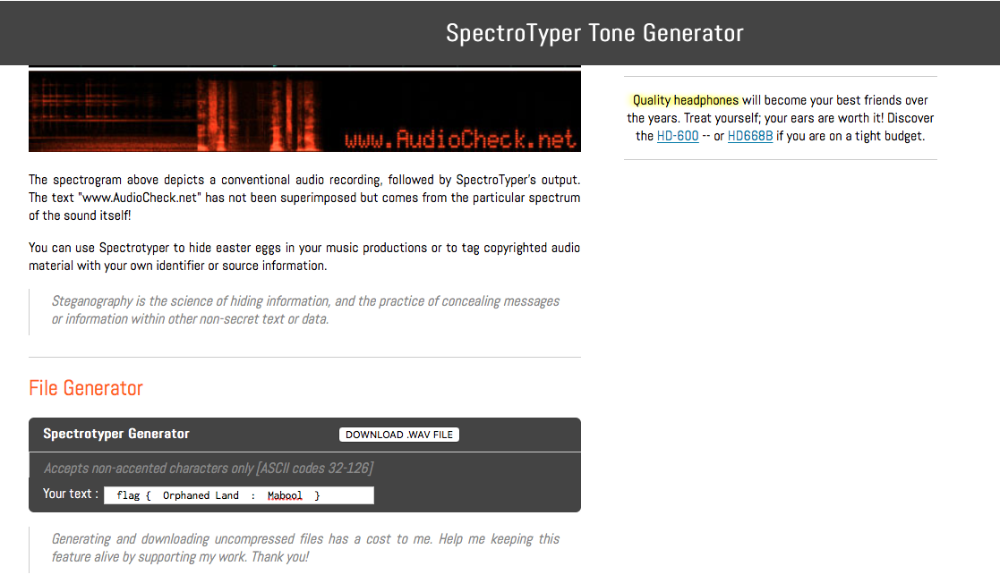 SpectroTyper Tone Generator
www.AudioCheck.net
Quality headphones will become your best friends over
the years. Treat yourself; your ears are worth it! Discover
the HD-600 -- or HD668B if you are on a tight budget.
The spectrogram above depicts a conventional audio recording, followed by SpectroTyper's output.
The text "www.AudioCheck.net" has not been superimposed but comes from the particular spectrum
of the sound itself!
You can use Spectrotyper to hide easter eggs in your music productions or to tag copyrighted audio
material with your own identifier or source information.
Steganography is the science of hiding information, and the practice of concealing messages
or information within other non-secret text or data.
File Generator
Spectrotyper Generator
DOWNLOAD .WAV FILE
Accepts non-accented characters only [ASCII codes 32-126]
Your text : flag { Orphaned Land : Mabool }
Generating and downloading uncompressed files has a cost to me. Help me keeping this
feature alive by supporting my work. Thank you!